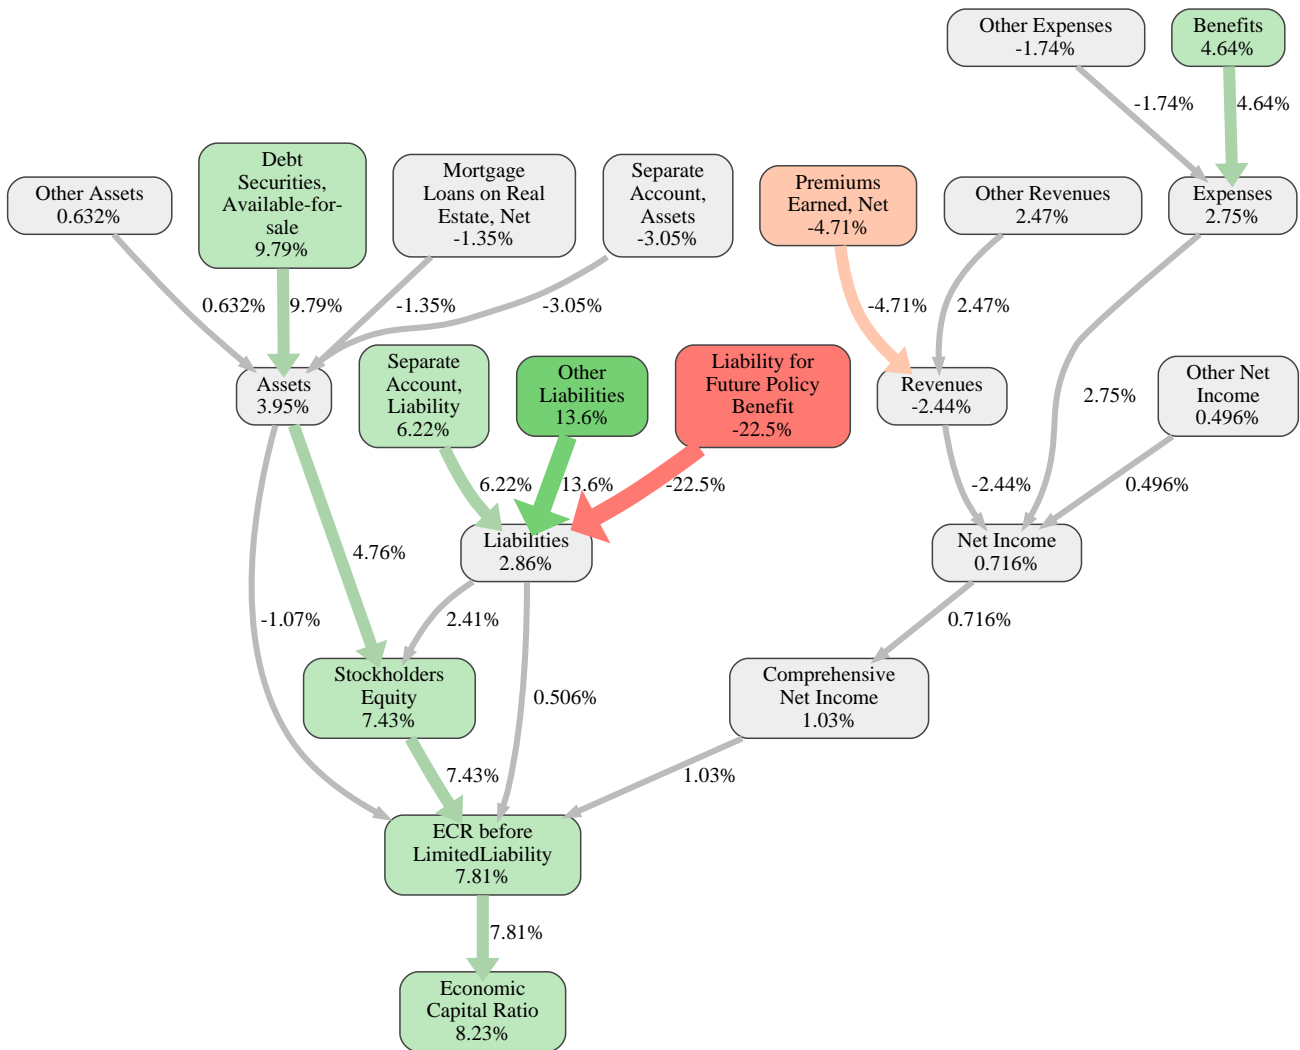 Other Expenses
-1.74%
Benefits
4.64%
-1.74%
4.64%
Other Assets
0.632%
Debt
Securities,
Available-for-
sale
9.79%
Mortgage
Loans on Real
Estate, Net
-1.35%
Separate
Account,
Assets
-3.05%
Premiums
Earned, Net
-4.71%
Other Revenues
2.47%
Expenses
2.75%
0.632%
9.79%
-1.35%
-3.05%
-4.71%
2.47%
Assets
3.95%
Separate
Account,
Liability
6.22%
Other
Liabilities
13.6%
Liability for
Future Policy
Benefit
-22.5%
Revenues
-2.44%
2.75%
Other Net
Income
0.496%
6.22%
13.6%
-22.5%
-2.44%
0.496%
4.76%
Liabilities
2.86%
Net Income
0.716%
-1.07%
2.41%
0.716%
Stockholders
Equity
7.43%
0.506%
Comprehensive
Net Income
1.03%
7.43%
1.03%
ECR before
LimitedLiability
7.81%
7.81%
Economic
Capital Ratio
8.23%